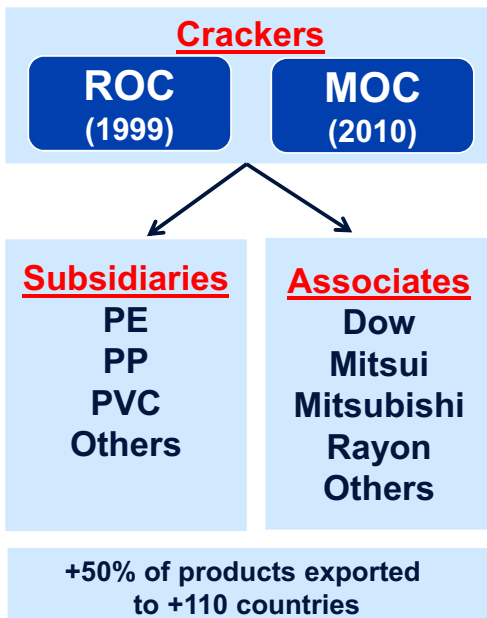 Crackers
ROC
(1999)
MOC
(2010)
Subsidiaries
PE
PP
PVC
Others
Associates
Dow
Mitsui
Mitsubishi
Rayon
Others
+50% of products exported
to +110 countries